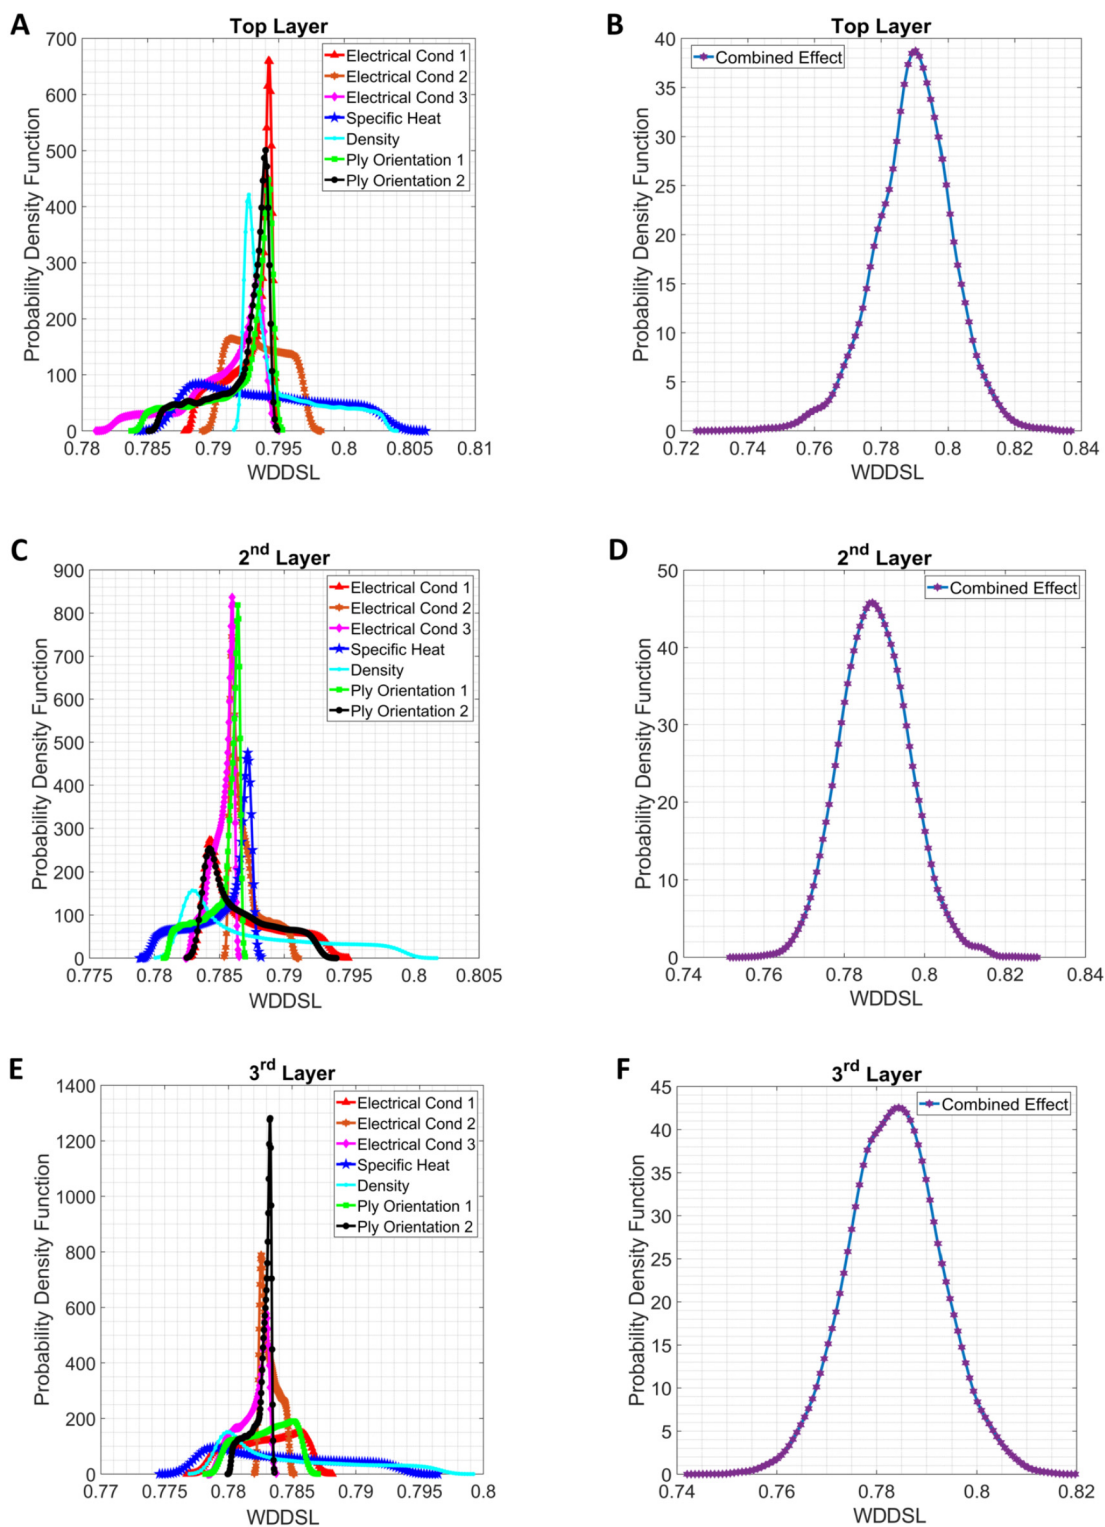 A
Top Layer
Probability Density Function
700
600
500
400
300
200
100
0
0.78 0.785 0.79 0.795 0.8 0.805 0.81
WDDSL
Electrical Cond 1
Electrical Cond 2
Electrical Cond 3
Specific Heat
Density
Ply Orientation 1
Ply Orientation 2
B
Top Layer
Probability Density Function
40
35
30
25
20
15
10
5
0
0.72 0.74 0.76 0.78 0.8 0.82 0.84
WDDSL
Combined Effect
C
2nd Layer
Probability Density Function
900
800
700
600
500
400
300
200
100
0
0.775 0.78 0.785 0.79 0.795 0.8 0.805
WDDSL
Electrical Cond 1
Electrical Cond 2
Electrical Cond 3
Specific Heat
Density
Ply Orientation 1
Ply Orientation 2
D
2nd Layer
Probability Density Function
50
40
30
20
10
0
0.74 0.76 0.78 0.8 0.82 0.84
WDDSL
Combined Effect
E
3rd Layer
Probability Density Function
1400
1200
1000
800
600
400
200
0
0.77 0.775 0.78 0.785 0.79 0.795 0.8
WDDSL
Electrical Cond 1
Electrical Cond 2
Electrical Cond 3
Specific Heat
Density
Ply Orientation 1
Ply Orientation 2
F
3rd Layer
Probability Density Function
45
40
35
30
25
20
15
10
5
0
0.74 0.76 0.78 0.8 0.82
WDDSL
Combined Effect